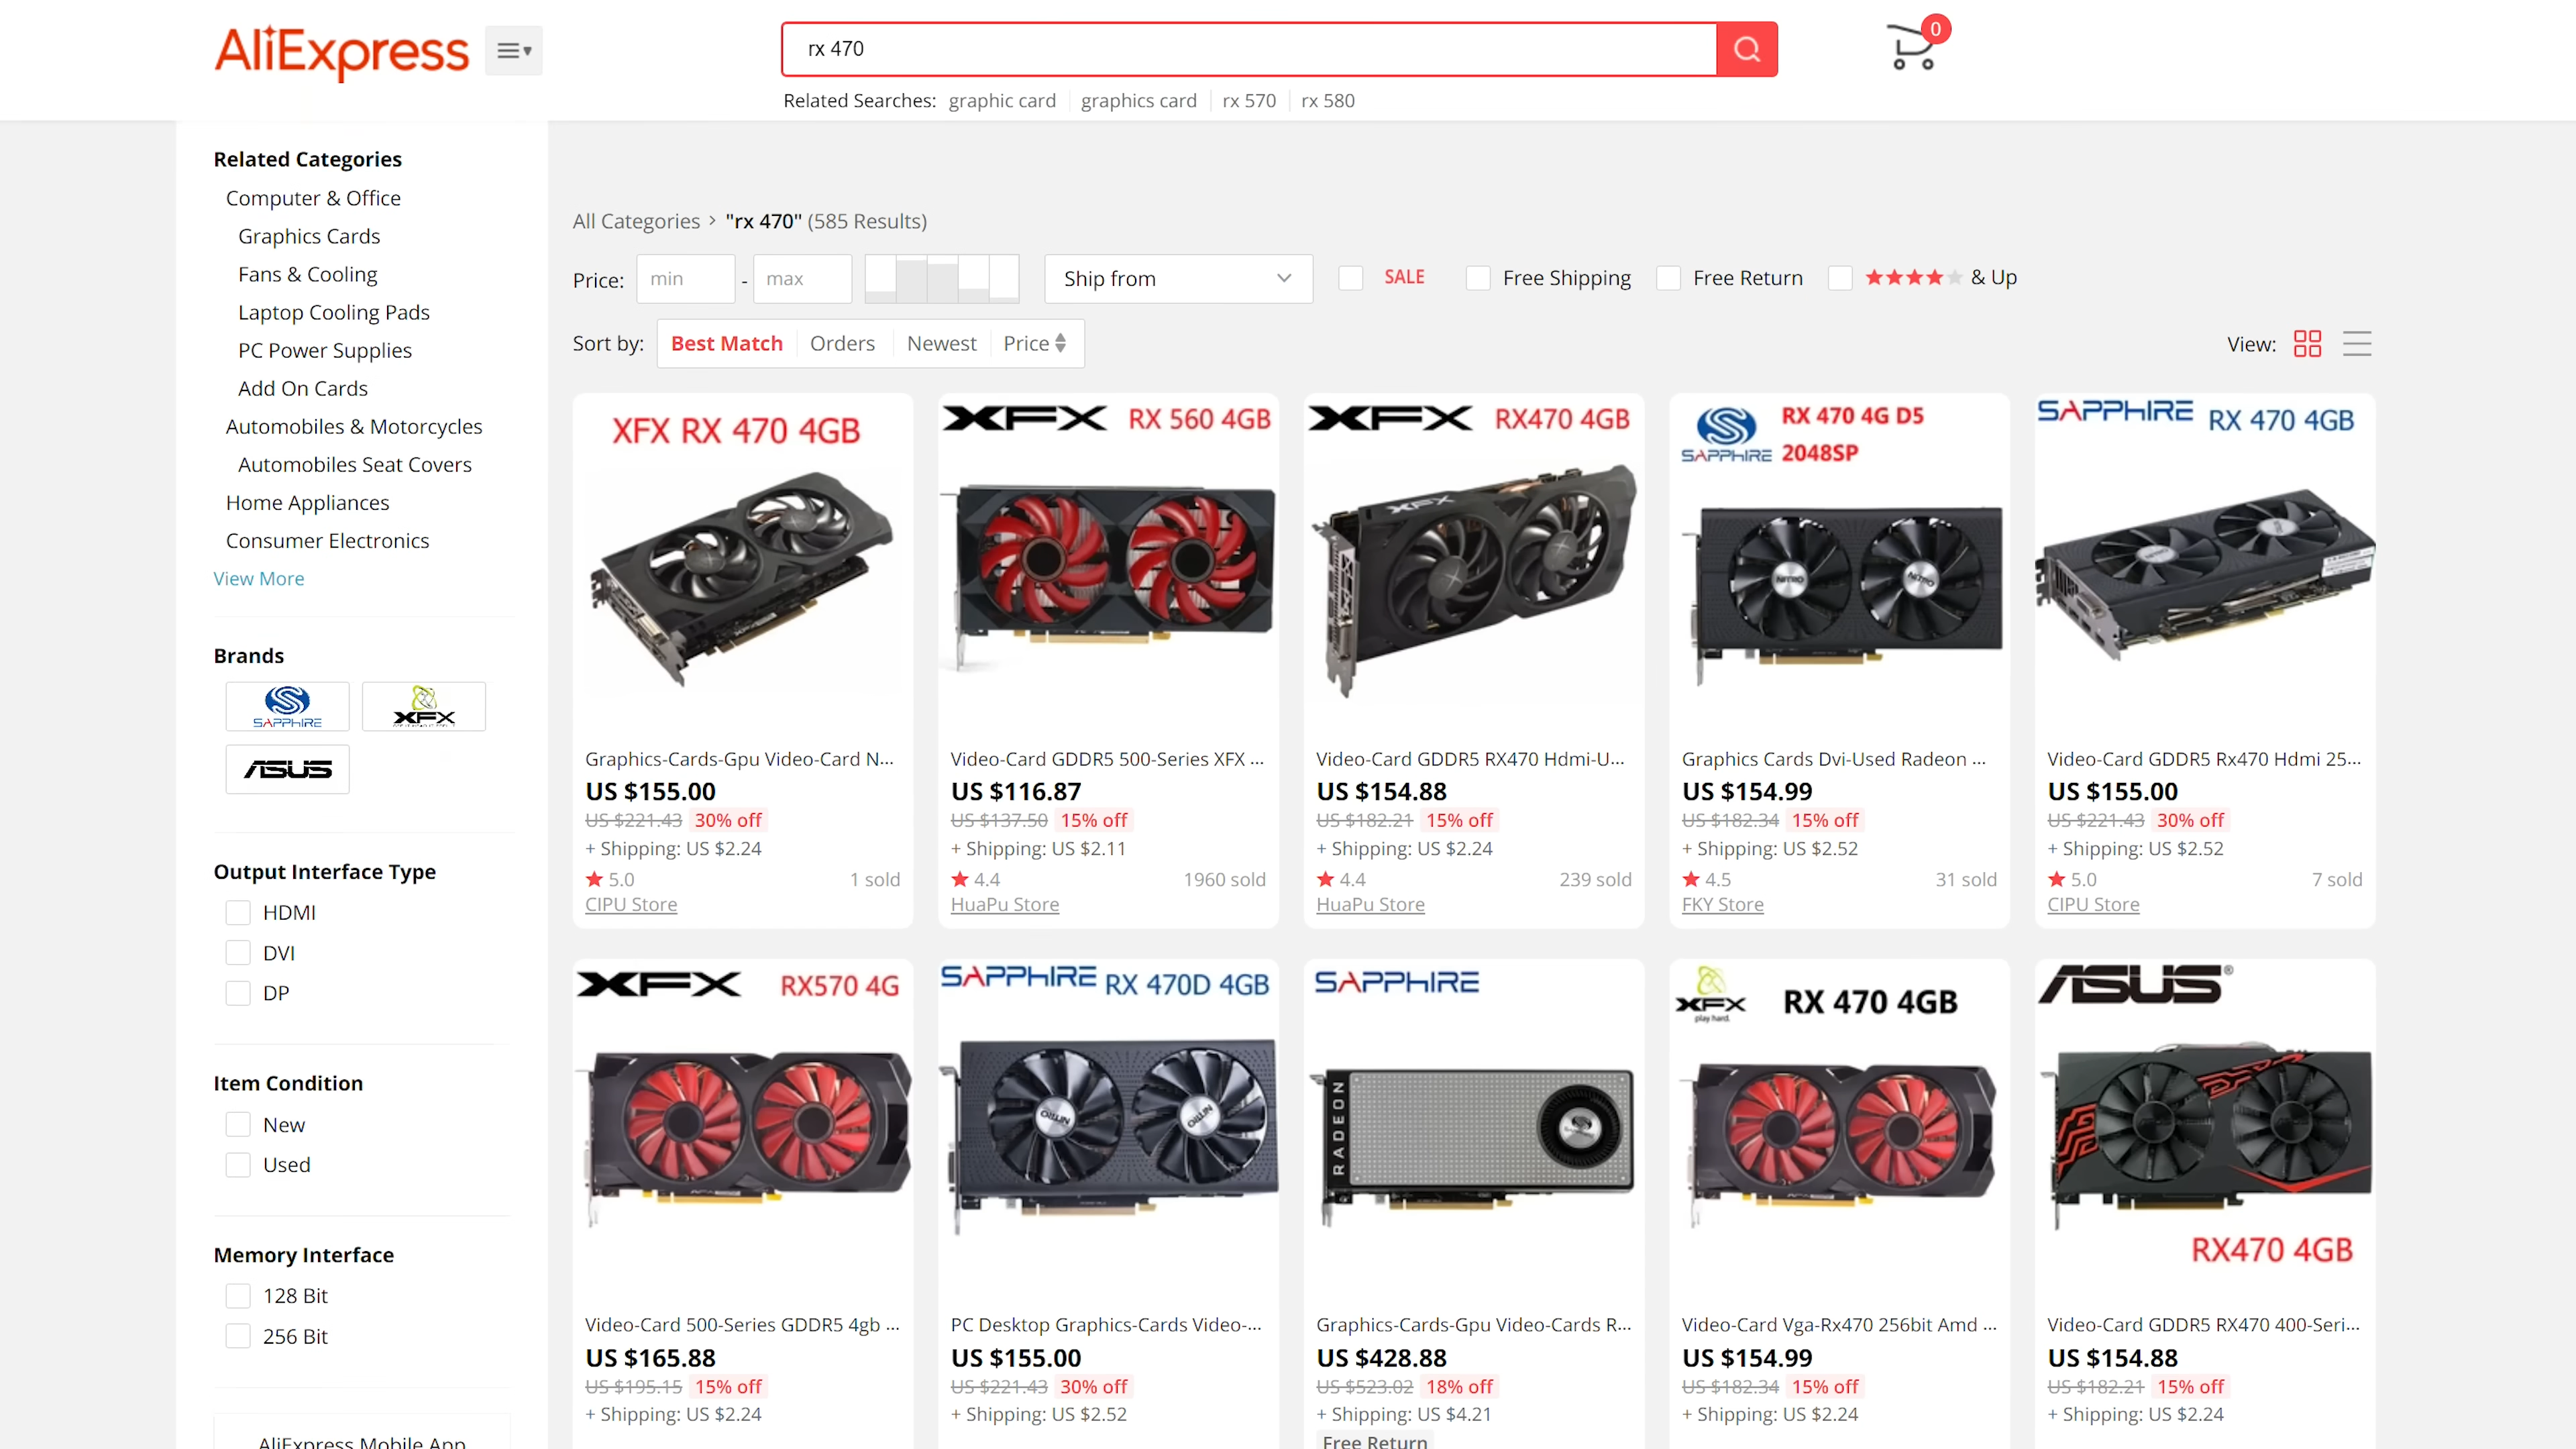 AliExpress
rx 470
0
Related Searches: graphic card graphics card rx 570 rx 580
Related Categories
Computer & Office
Graphics Cards
Fans & Cooling
Laptop Cooling Pads
PC Power Supplies
Add On Cards
Automobiles & Motorcycles
Automobiles Seat Covers
Home Appliances
Consumer Electronics
View More
Brands
SAPPHIRE XFX
ASUS
Output Interface Type
HDMI
DVI
DP
Item Condition
New
Used
Memory Interface
128 Bit
256 Bit
AliExpress Mobile App
All Categories > "rx 470" (585 Results)
Price: min - max Ship from SALE Free Shipping Free Return & Up
Sort by: Best Match Orders Newest Price View:
XFX RX 470 4GB
Graphics-Cards-Gpu Video-Card N...
US $155.00
US $221.43 30% off
+ Shipping: US $2.24
5.0 1 sold
CIPU Store
XFX RX 560 4GB
Video-Card GDDR5 500-Series XFX ...
US $116.87
US $137.50 15% off
+ Shipping: US $2.11
4.4 1960 sold
HuaPu Store
XFX RX470 4GB
XFX
Video-Card GDDR5 RX470 Hdmi-U...
US $154.88
US $182.21 15% off
+ Shipping: US $2.24
4.4 239 sold
HuaPu Store
RX 470 4G D5
SAPPHIRE 2048SP
NITRO NITRO
Graphics Cards Dvi-Used Radeon ...
US $154.99
US $182.34 15% off
+ Shipping: US $2.52
4.5 31 sold
FKY Store
SAPPHIRE RX 470 4GB
Video-Card GDDR5 Rx470 Hdmi 25...
US $155.00
US $221.43 30% off
+ Shipping: US $2.52
5.0 7 sold
CIPU Store
XFX RX570 4G
Video-Card 500-Series GDDR5 4gb ...
US $165.88
US $195.15 15% off
+ Shipping: US $2.24
SAPPHIRE RX 470D 4GB
NITRO NITRO
PC Desktop Graphics-Cards Video-...
US $155.00
US $221.43 30% off
+ Shipping: US $2.52
SAPPHIRE
RADEON
Graphics-Cards-Gpu Video-Cards R...
US $428.88
US $523.02 18% off
+ Shipping: US $4.21
Free Return
XFX RX 470 4GB
play hard.
Video-Card Vga-Rx470 256bit Amd ...
US $154.99
US $182.34 15% off
+ Shipping: US $2.24
ASUS®
RX470 4GB
Video-Card GDDR5 RX470 400-Seri...
US $154.88
US $182.21 15% off
+ Shipping: US $2.24